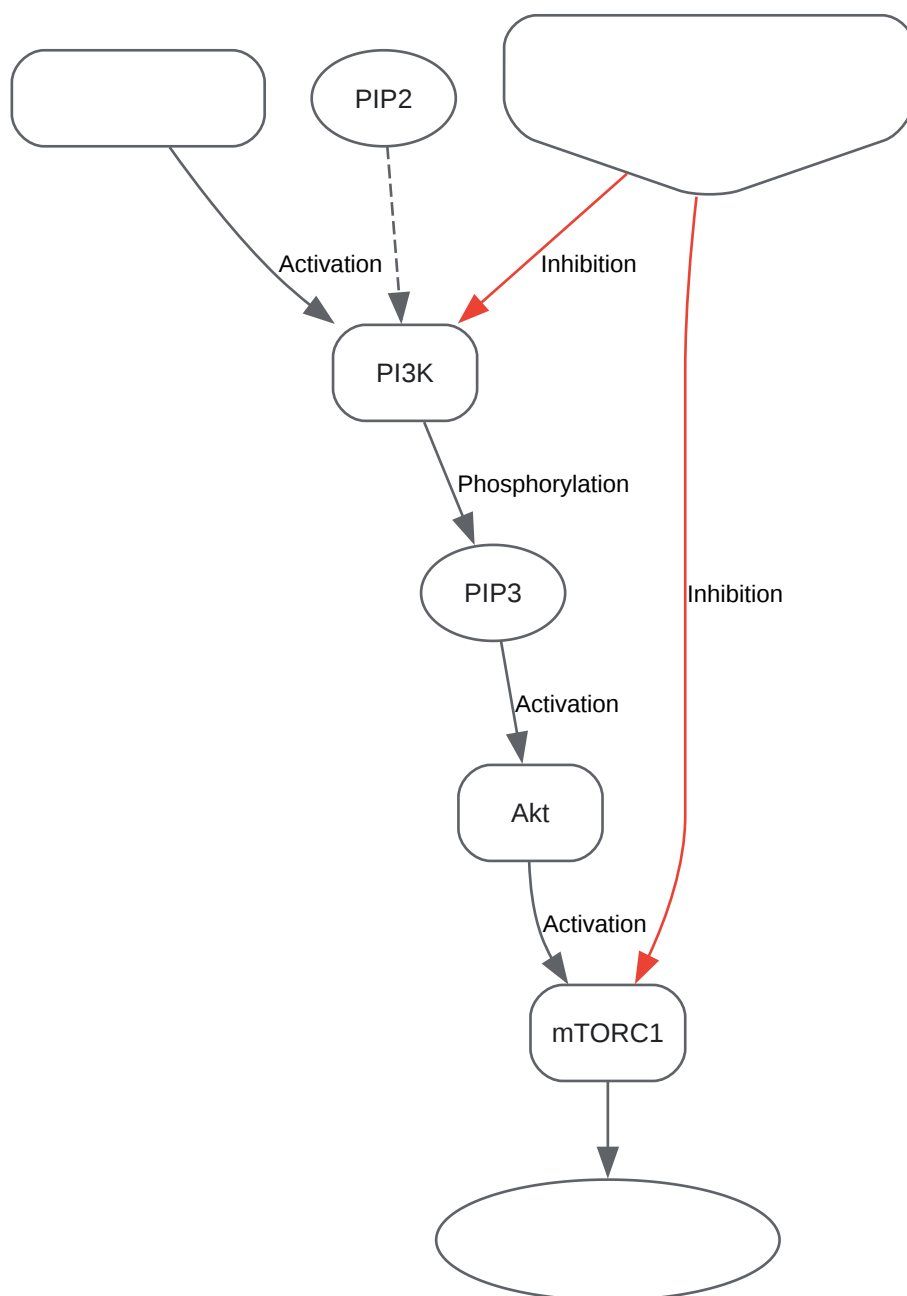 PIP2
Activation
Inhibition
PI3K
Phosphorylation
PIP3
Inhibition
Activation
Akt
Activation
mTORC1